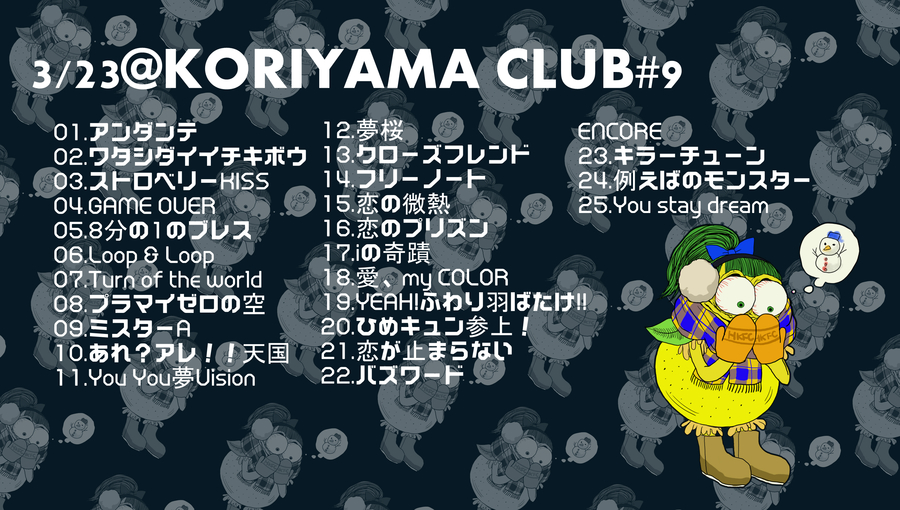 3/23@KORIYAMA CLUB#9
01.アンダンテ
02.ワタシダイイチキボウ
03.ストロベリーKISS
04.GAME OVER
05.8分の1のブレス
06.Loop & Loop
07.Turn of the world
08.プラマイゼロの空
09.ミスターA
10.あれ？アレ！！天国
11.You You夢Vision
12.夢桜
13.クローズフレンド
14.フリーノート
15.恋の微熱
16.恋のプリズン
17.iの奇蹟
18.愛、my COLOR
19.YEAH!ふわり羽ばたけ!!
20.ひめキュン参上！
21.恋が止まらない
22.バズワード
ENCORE
23.キラーチューン
24.例えばのモンスター
25.You stay dream
HKFC HKFC